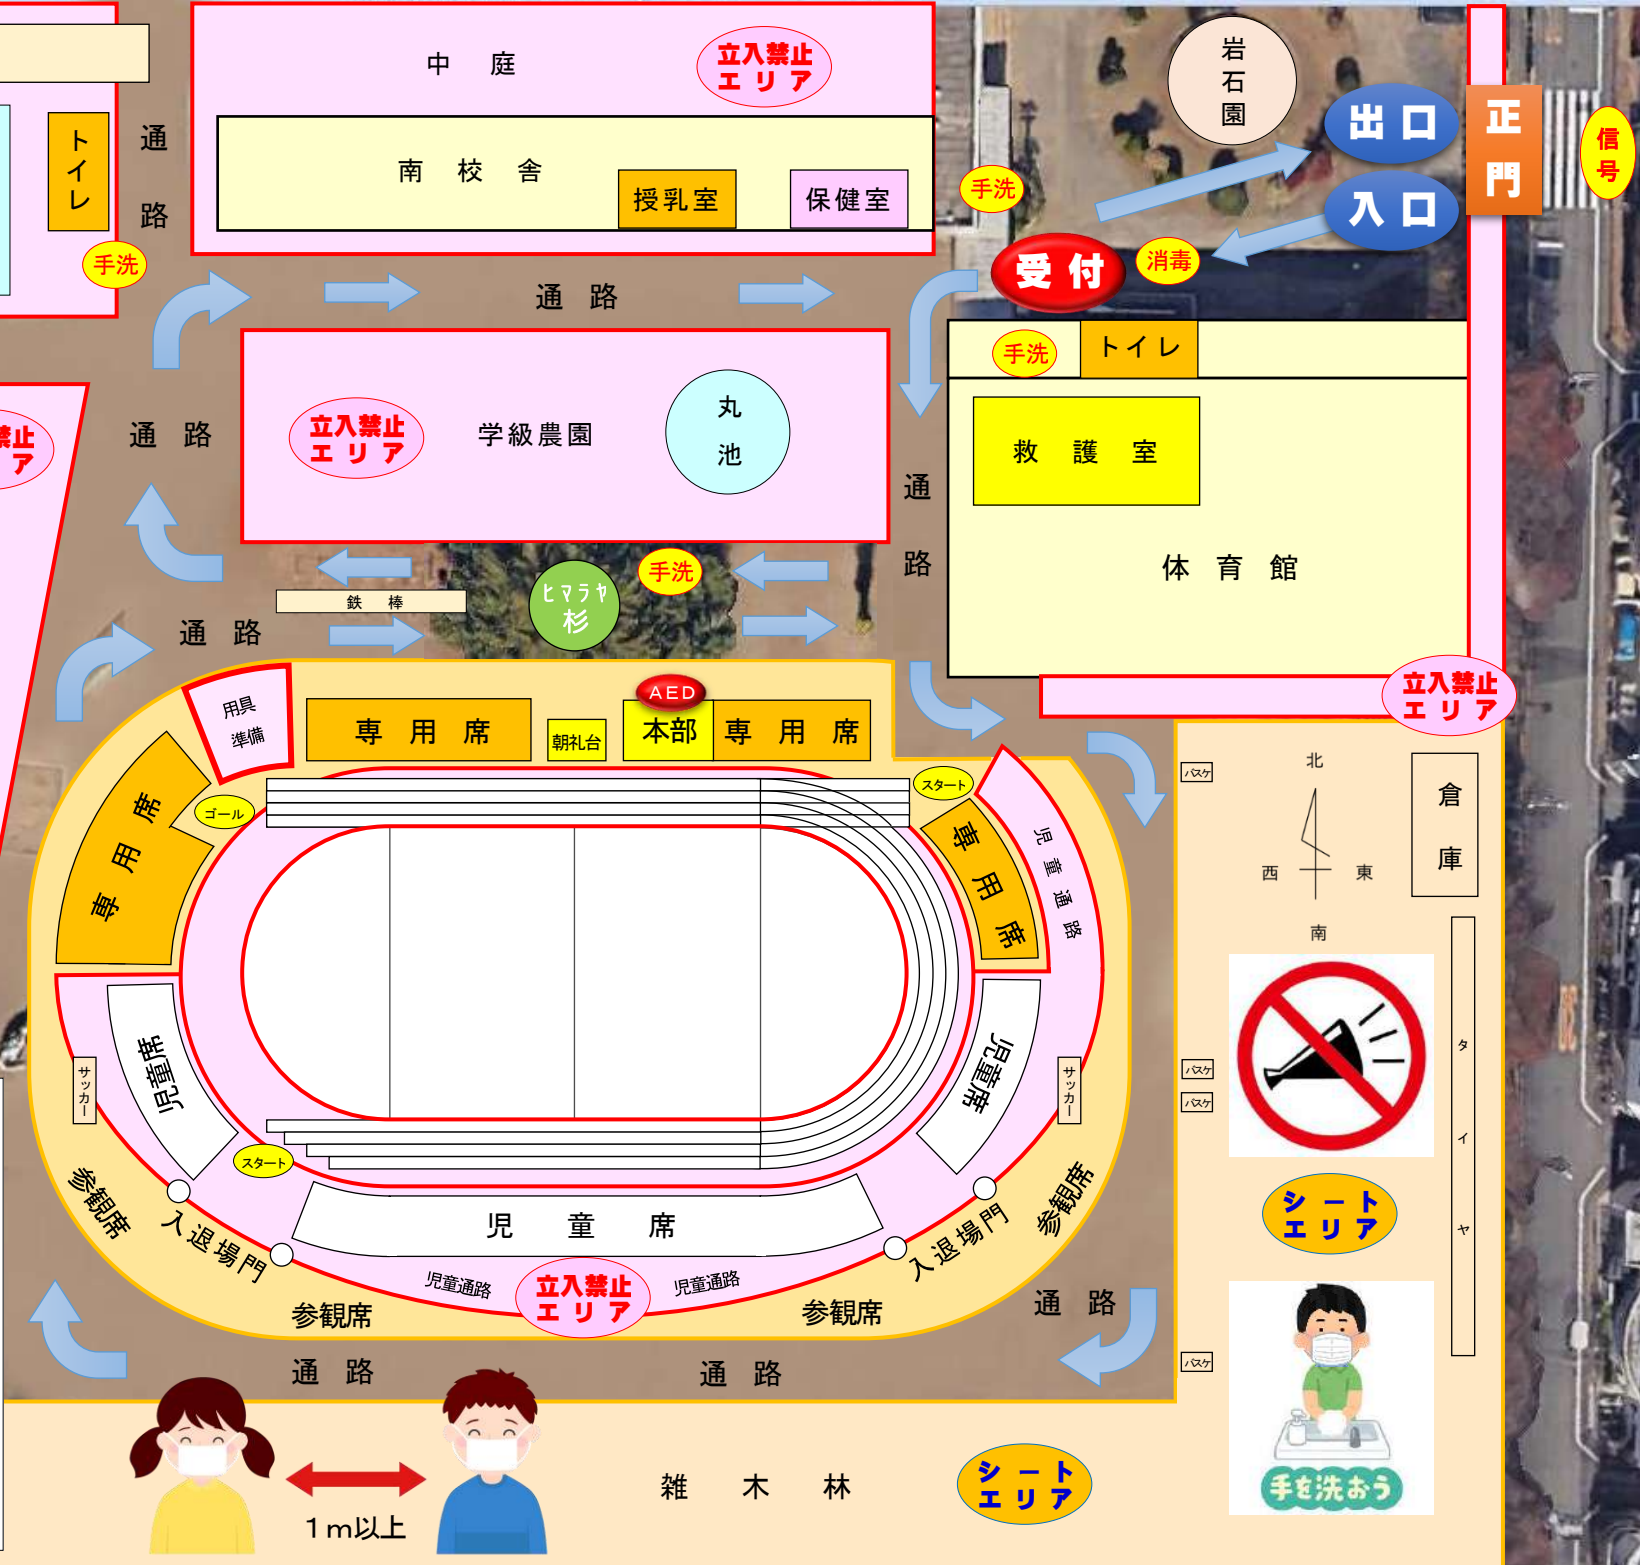 中庭
立入禁止
エリア
岩石園
出口
正門
信号
トイレ
通路
南校舎
授乳室
保健室
手洗
入口
手洗
受付
消毒
通路
手洗
トイレ
禁止
ア
通路
立入禁止
エリア
学級農園
丸池
救護室
通路
体育館
手洗
ヒマラヤ
杉
鉄棒
通路
立入禁止
エリア
用具
準備
専用席
朝礼台
AED
本部
専用席
ゴール
スタート
専用席
専用席
児童通路
バスケ
北
西
東
南
倉庫
児童席
児童席
サッカー
サッカー
バスケ
バスケ
タイヤ
スタート
参観席
入退場門
児童席
入退場門
参観席
シート
エリア
児童通路
立入禁止
エリア
児童通路
参観席
参観席
通路
通路
通路
バスケ
1m以上
雑木林
シート
エリア
手を洗おう